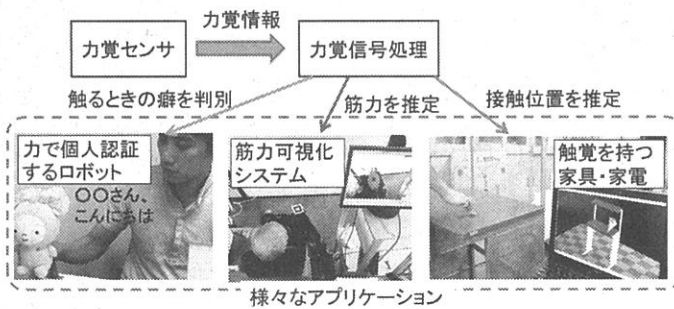 力覚情報
力覚センサ
力覚信号処理
触るときの癖を判別
筋力を推定
接触位置を推定
力で個人認証
するロボット
○○さん、
こんにちは
筋力可視化
システム
触覚を持つ
家具・家電
様々なアプリケーション